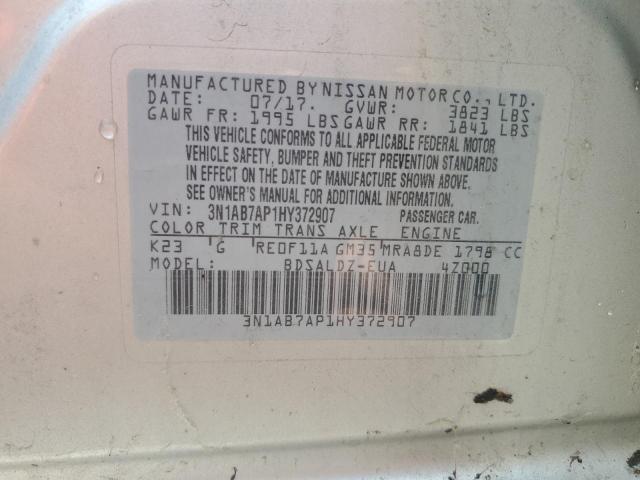 MANUFACTURED BY NISSAN MOTOR CO., LTD.
DATE: 07/17. GVWR: 3823 LBS
GAWR FR: 1995 LBS GAWR RR: 1841 LBS
THIS VEHICLE CONFORMS TO ALL APPLICABLE FEDERAL MOTOR
VEHICLE SAFETY, BUMPER AND THEFT PREVENTION STANDARDS
IN EFFECT ON THE DATE OF MANUFACTURE SHOWN ABOVE.
SEE OWNER'S MANUAL FOR ADDITIONAL INFORMATION.
VIN: 3N1AB7AP1HY372907 PASSENGER CAR.
COLOR TRIM TRANS AXLE ENGINE
K23 G RE0F11A GM35 MRA8DE 1798 CC
MODEL: BDSALDZ-EUA 4Z000
3N1AB7AP1HY372907